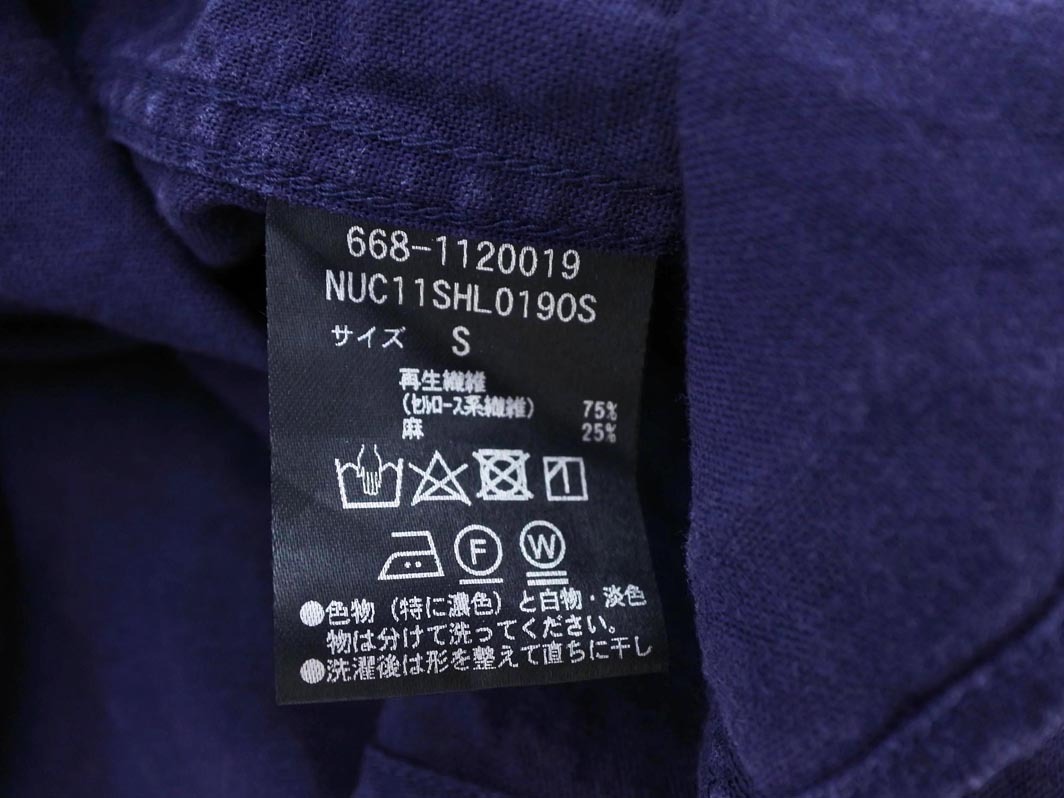 668-1120019
NUC11SHL0190S
サイズ S
再生繊維
(セルロース系繊維) 75%
麻 25%
F W
●色物(特に濃色)と白物・淡色
物は分けて洗ってください。
●洗濯後は形を整えて直ちに干し